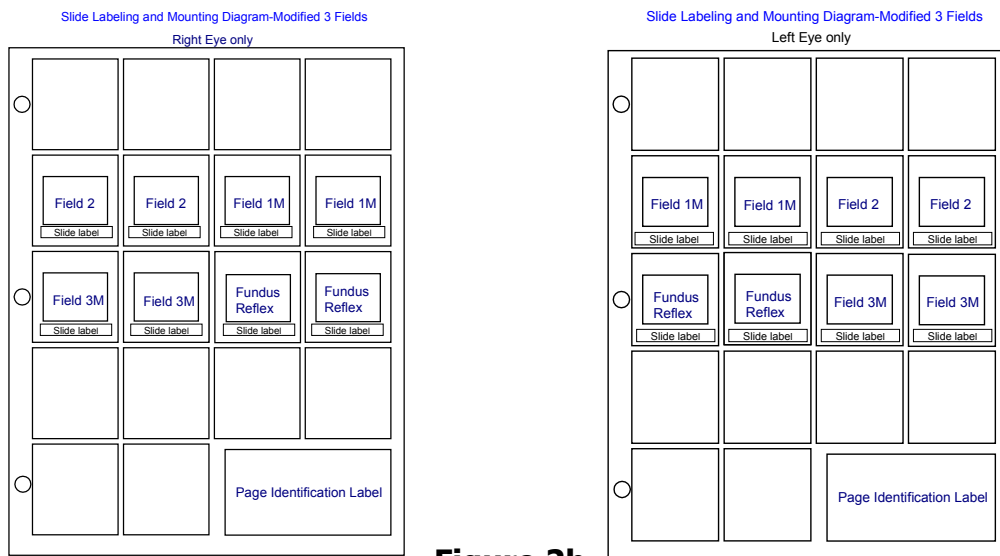 Slide Labeling and Mounting Diagram-Modified 3 Fields
Right Eye only
Field 2
Field 2
Field 1M
Field 1M
Slide label
Slide label
Slide label
Slide label
Field 3M
Field 3M
Fundus
Reflex
Fundus
Reflex
Slide label
Slide label
Slide label
Slide label
Page Identification Label
Slide Labeling and Mounting Diagram-Modified 3 Fields
Left Eye only
Field 1M
Field 1M
Field 2
Field 2
Slide label
Slide label
Slide label
Slide label
Fundus
Reflex
Fundus
Reflex
Field 3M
Field 3M
Slide label
Slide label
Slide label
Slide label
Page Identification Label